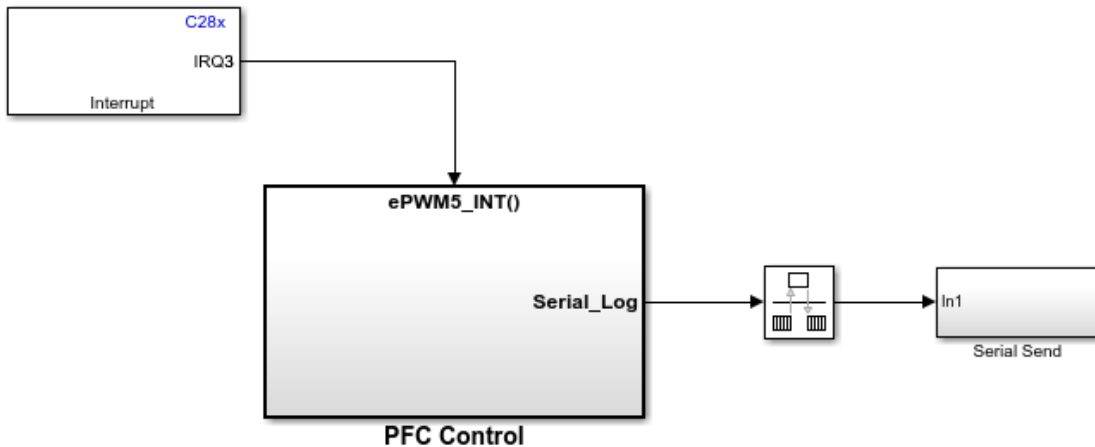 C28x
IRQ3
Interrupt
ePWM5_INT()
Serial_Log
In1
Serial Send
PFC Control